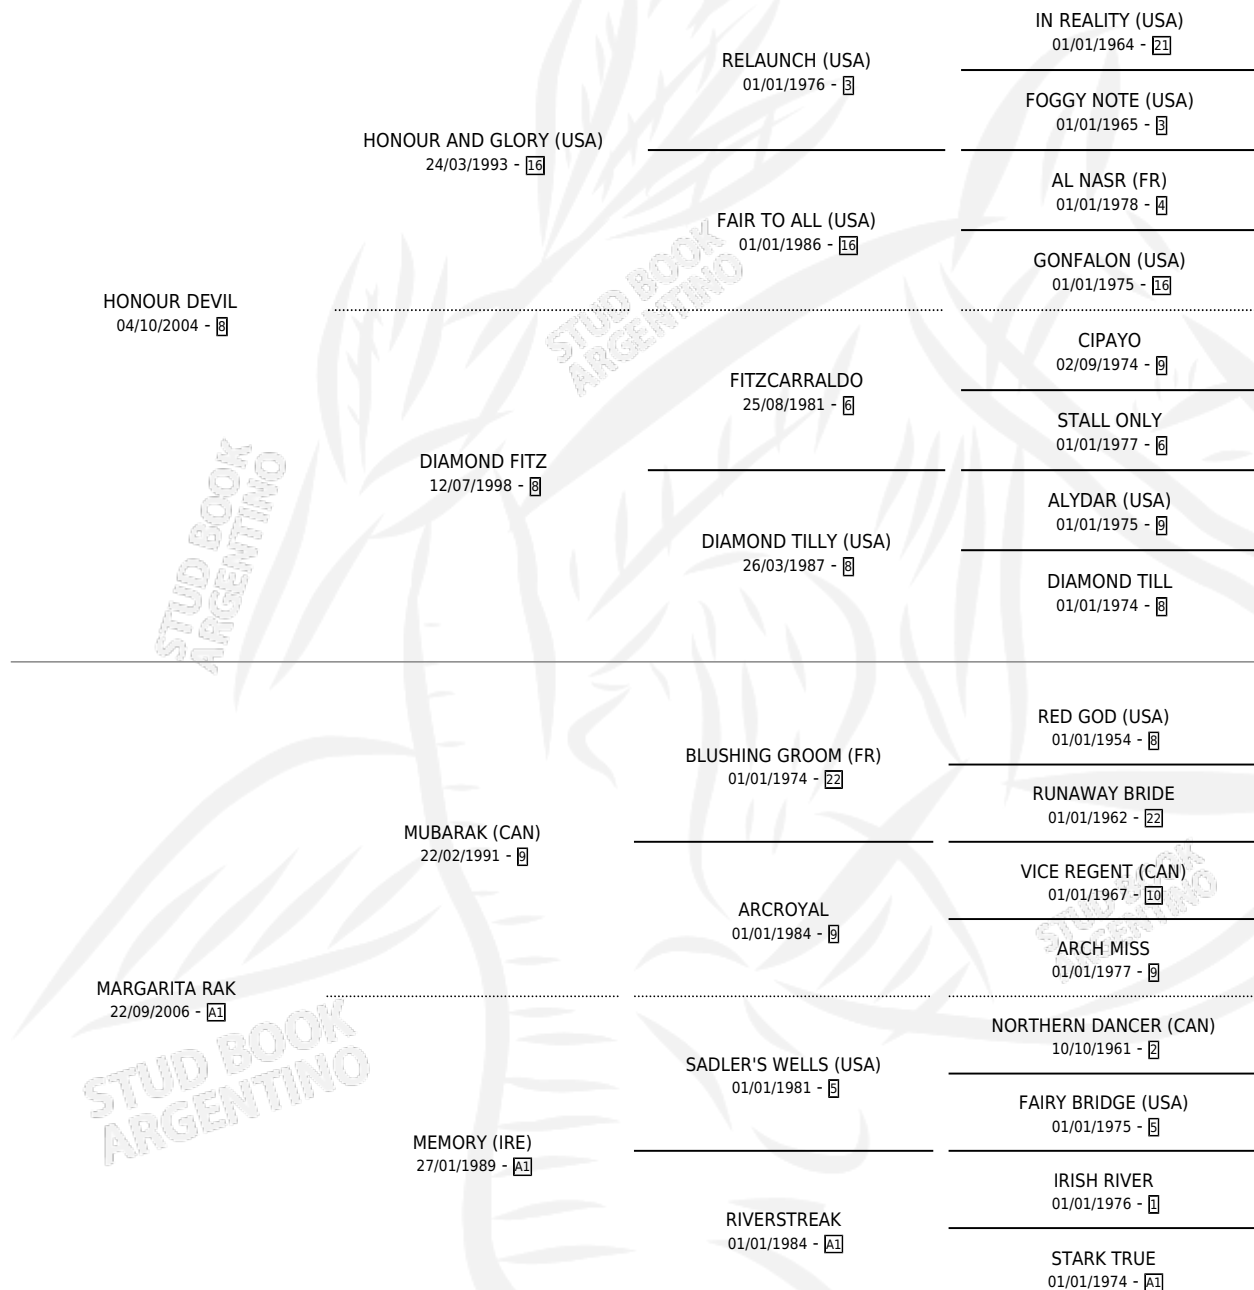 IN REALITY (USA)
01/01/1964 - 21
RELAUNCH (USA)
01/01/1976 - 3
FOGGY NOTE (USA)
01/01/1965 - 3
HONOUR AND GLORY (USA)
24/03/1993 - 16
AL NASR (FR)
01/01/1978 - 4
FAIR TO ALL (USA)
01/01/1986 - 16
GONFALON (USA)
01/01/1975 - 16
STUD BOOK
ARGENTINO
HONOUR DEVIL
04/10/2004 - 8
CIPAYO
02/09/1974 - 9
FITZCARRALDO
25/08/1981 - 6
STALL ONLY
01/01/1977 - 6
DIAMOND FITZ
12/07/1998 - 8
ALYDAR (USA)
01/01/1975 - 9
DIAMOND TILLY (USA)
26/03/1987 - 8
DIAMOND TILL
01/01/1974 - 8
STUD BOOK
ARGENTINO
RED GOD (USA)
01/01/1954 - 8
BLUSHING GROOM (FR)
01/01/1974 - 22
RUNAWAY BRIDE
01/01/1962 - 22
MUBARAK (CAN)
22/02/1991 - 9
VICE REGENT (CAN)
01/01/1967 - 10
ARCROYAL
01/01/1984 - 9
ARCH MISS
01/01/1977 - 9
STUD BOOK
ARGENTINO
MARGARITA RAK
22/09/2006 - A1
NORTHERN DANCER (CAN)
10/10/1961 - 2
SADLER'S WELLS (USA)
01/01/1981 - 5
FAIRY BRIDGE (USA)
01/01/1975 - 5
MEMORY (IRE)
27/01/1989 - A1
IRISH RIVER
01/01/1976 - 1
RIVERSTREAK
01/01/1984 - A1
STARK TRUE
01/01/1974 - A1
STUD BOOK
ARGENTINO